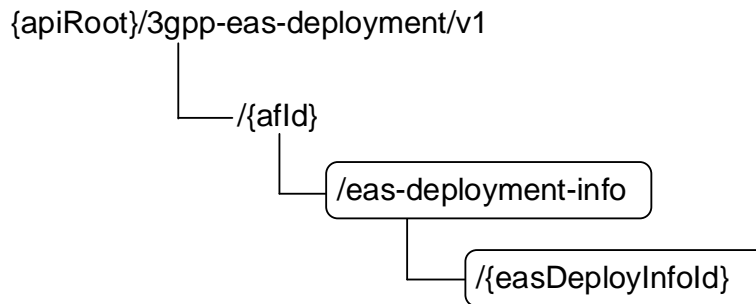 {apiRoot}/3gpp-eas-deployment/v1
/{afId}
/eas-deployment-info
/{easDeployInfoId}